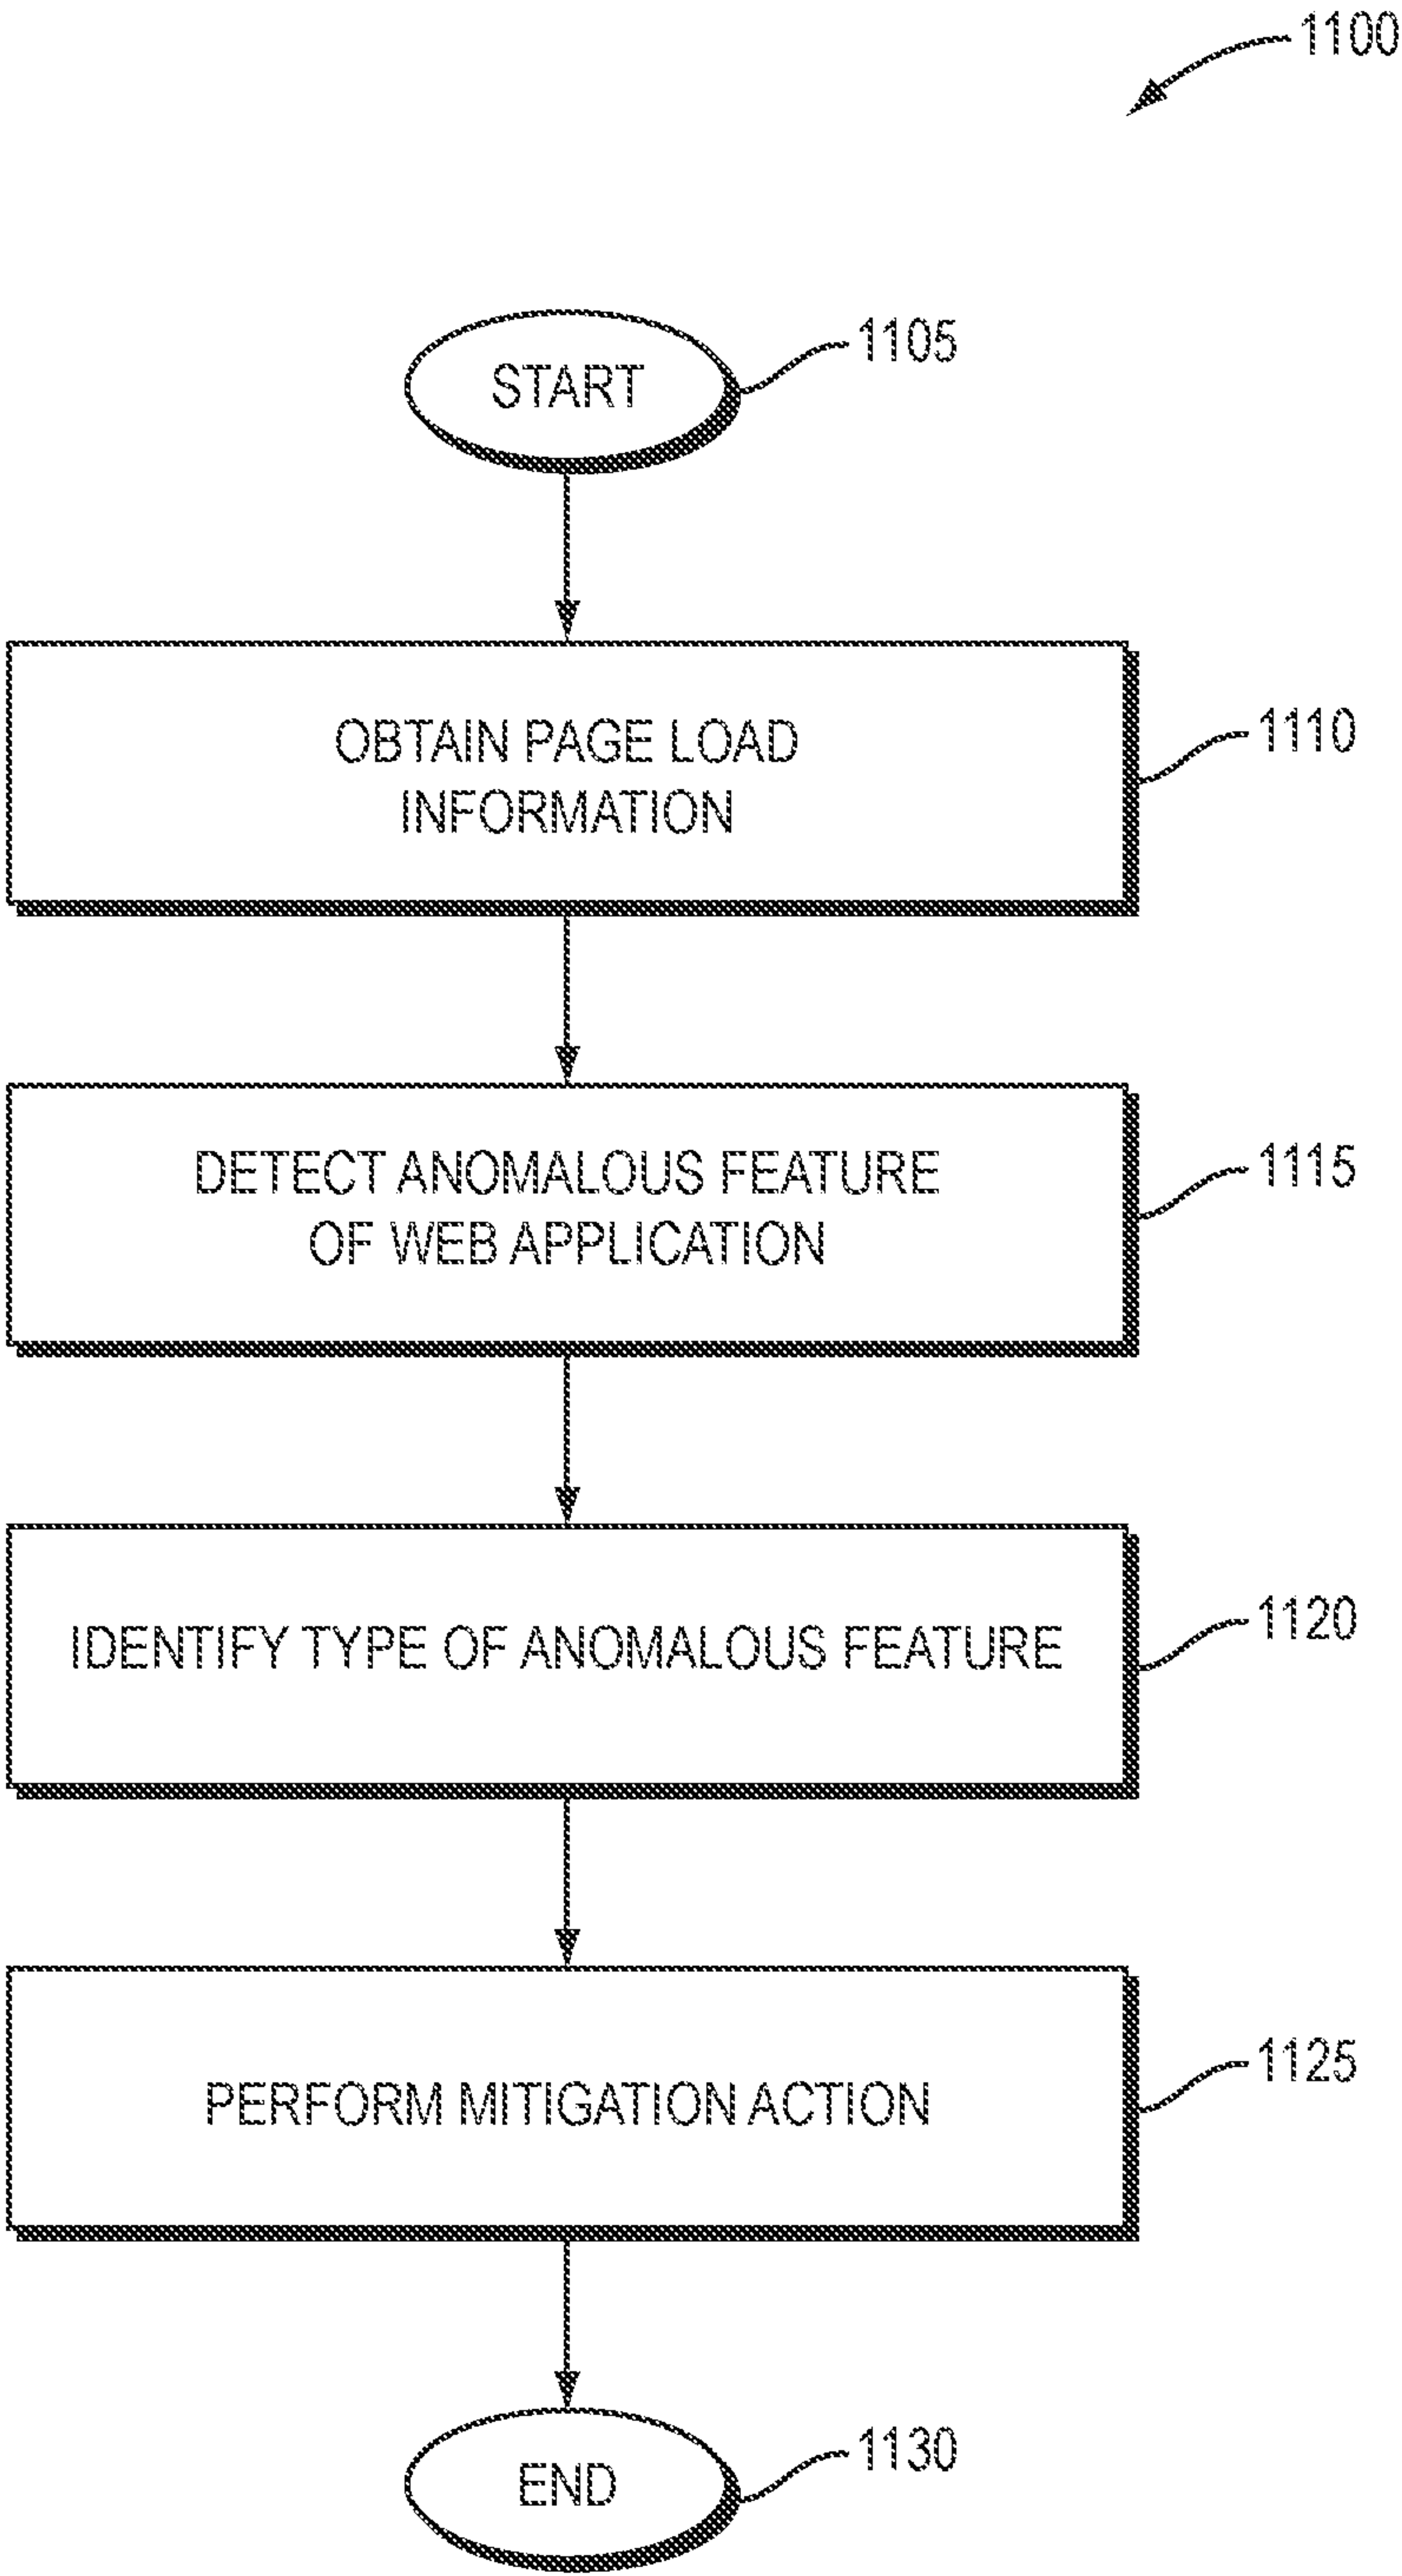 1100
START
1105
OBTAIN PAGE LOAD
INFORMATION
1110
DETECT ANOMALOUS FEATURE
OF WEB APPLICATION
1115
IDENTIFY TYPE OF ANOMALOUS FEATURE
1120
PERFORM MITIGATION ACTION
1125
END
1130